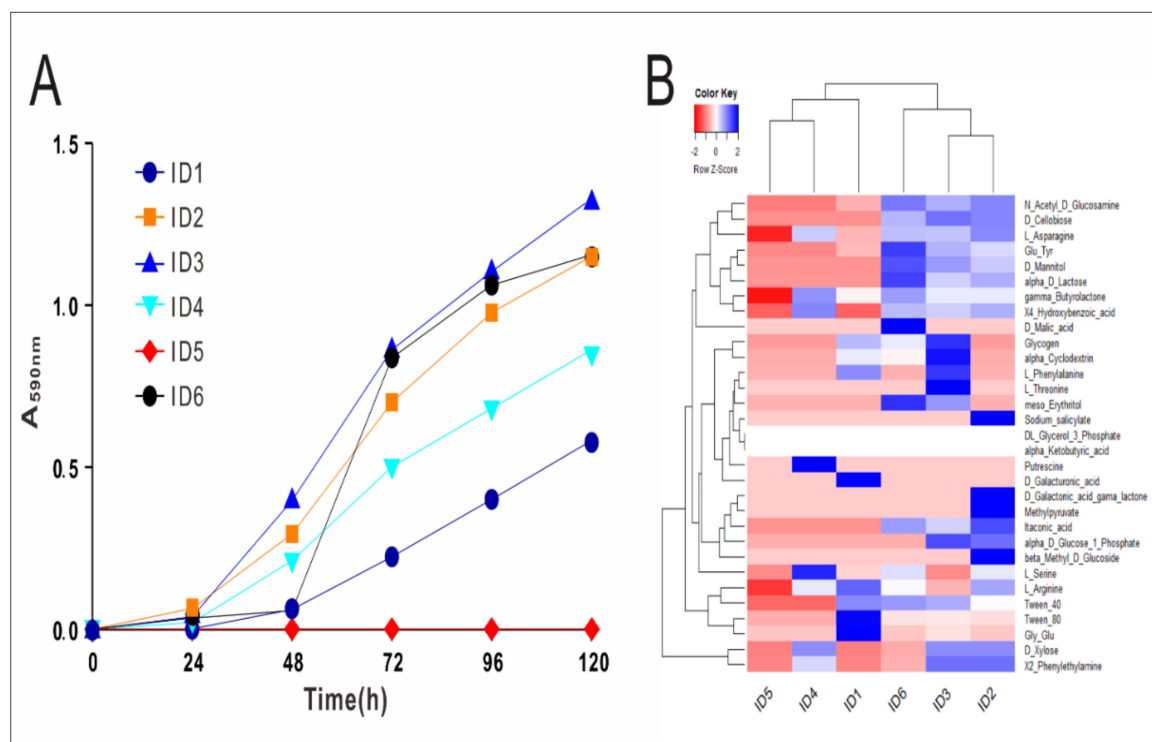 A
1.5
1.0
0.5
0.0
A590nm
ID1
ID2
ID3
ID4
ID5
ID6
0 24 48 72 96 120
Time(h)
B
Color Key
-2 0 2
Row Z-Score
N_Acetyl_D_Glucosamine
D_Cellobiose
L_Asparagine
Glu_Tyr
D_Mannitol
alpha_D_Lactose
gamma_Butyrolactone
X4_Hydroxybenzoic_acid
D_Malic_acid
Glycogen
alpha_Cyclodextrin
L_Phenylalanine
L_Threonine
meso_Erythritol
Sodium_salicylate
DL_Glycerol_3_Phosphate
alpha_Ketobutyric_acid
Putrescine
D_Galacturonic_acid
D_Galactonic_acid_gama_lactone
Methylpyruvate
Itaconic_acid
alpha_D_Glucose_1_Phosphate
beta_Methyl_D_Glucoside
L_Serine
L_Arginine
Tween_40
Tween_80
Gly_Glu
D_Xylose
X2_Phenylethylamine
ID5 ID4 ID1 ID6 ID3 ID2